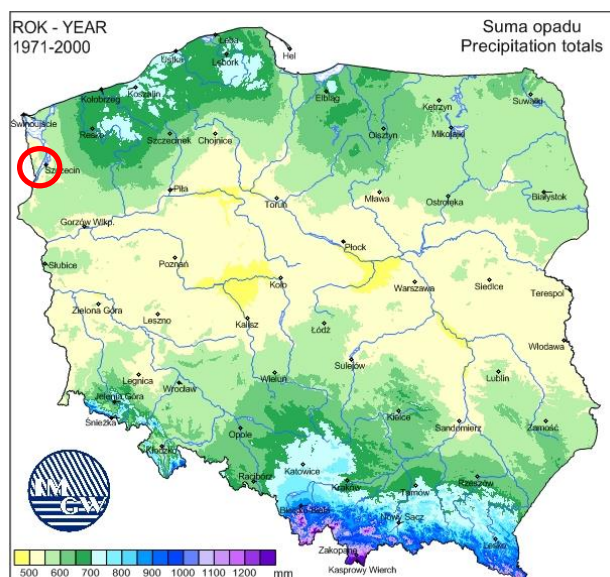 ROK - YEAR
1971-2000
Suma opadu
Precipitation totals
Łeba
Hel
Ustka
Lębork
Koszalin
Kołobrzeg
Elbląg
Kętrzyn
Suwałki
Świnoujście
Resko
Szczecinek
Chojnice
Olsztyn
Mikołajki
Szczecin
Piła
Toruń
Mława
Ostrołęka
Białystok
Gorzów Wlkp.
Płock
Słubice
Poznań
Koło
Warszawa
Siedlce
Terespol
Zielona Góra
Leszno
Kalisz
Łódź
Włodawa
Sulejów
Legnica
Wrocław
Wieluń
Lublin
Jelenia Góra
Śnieżka
Kielce
Opole
Sandomierz
Zamość
Kłodzko
Katowice
Racibórz
Kraków
Tarnów
Rzeszów
Bielsko-Biała
Nowy Sącz
Lesko
Zakopane
Kasprowy Wierch
IM
GW
500 600 700 800 900 1000 1100 1200 mm